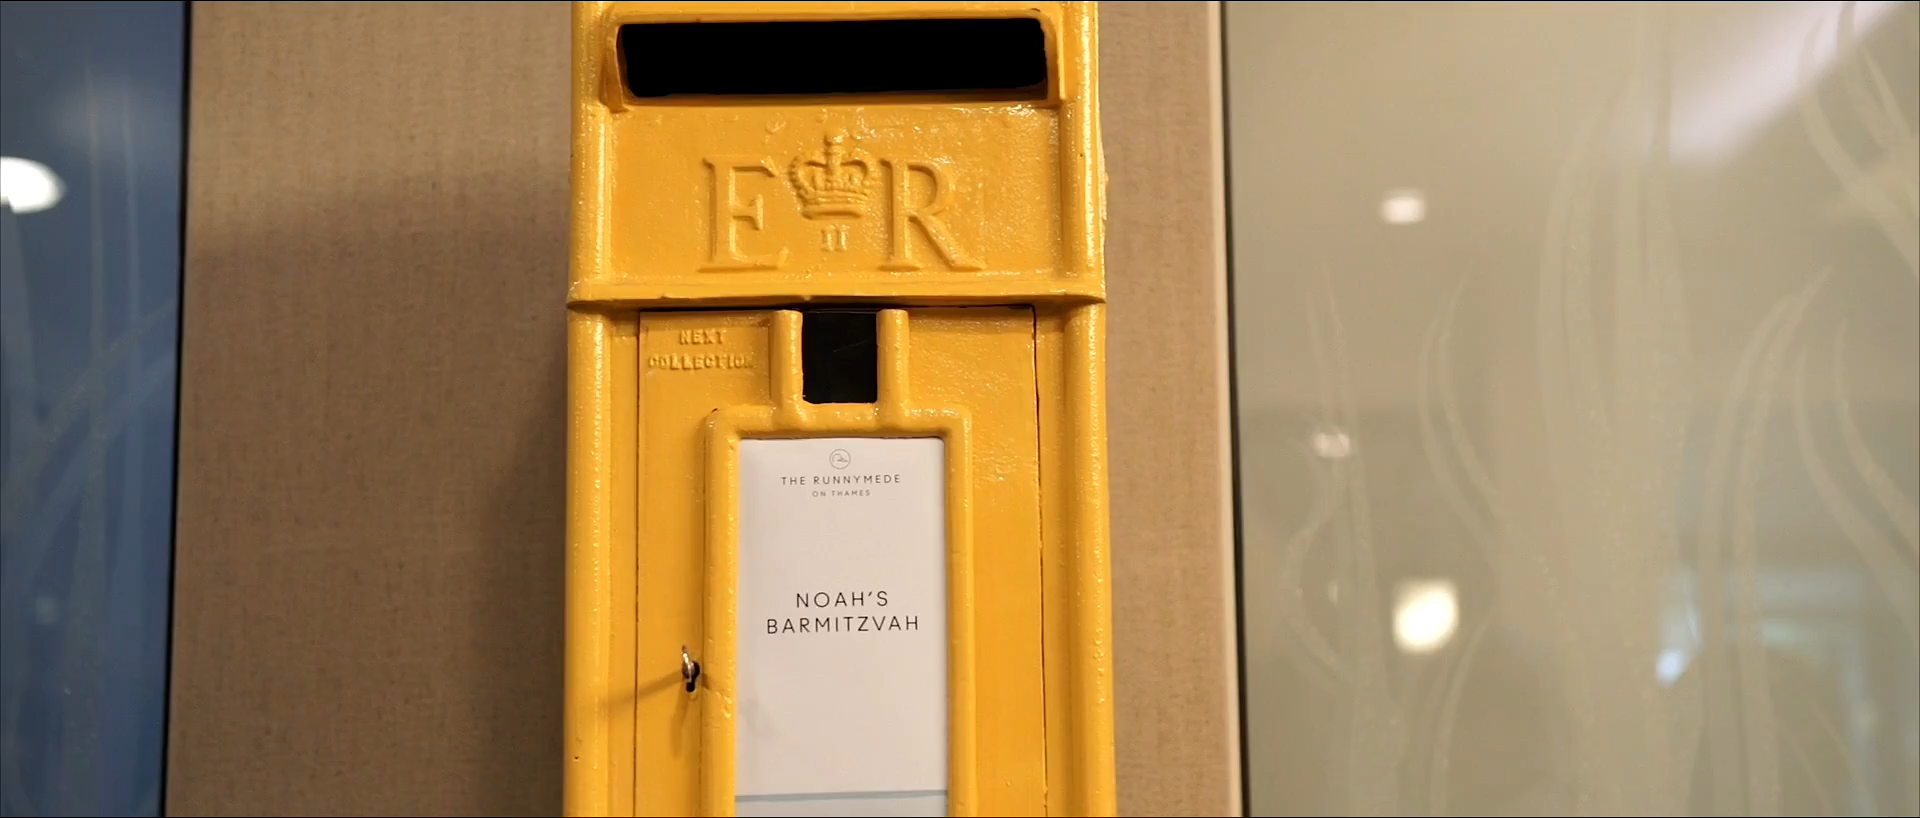 E II R
NEXT
COLLECTION
THE RUNNYMEDE
ON THAMES
NOAH'S
BARMITZVAH